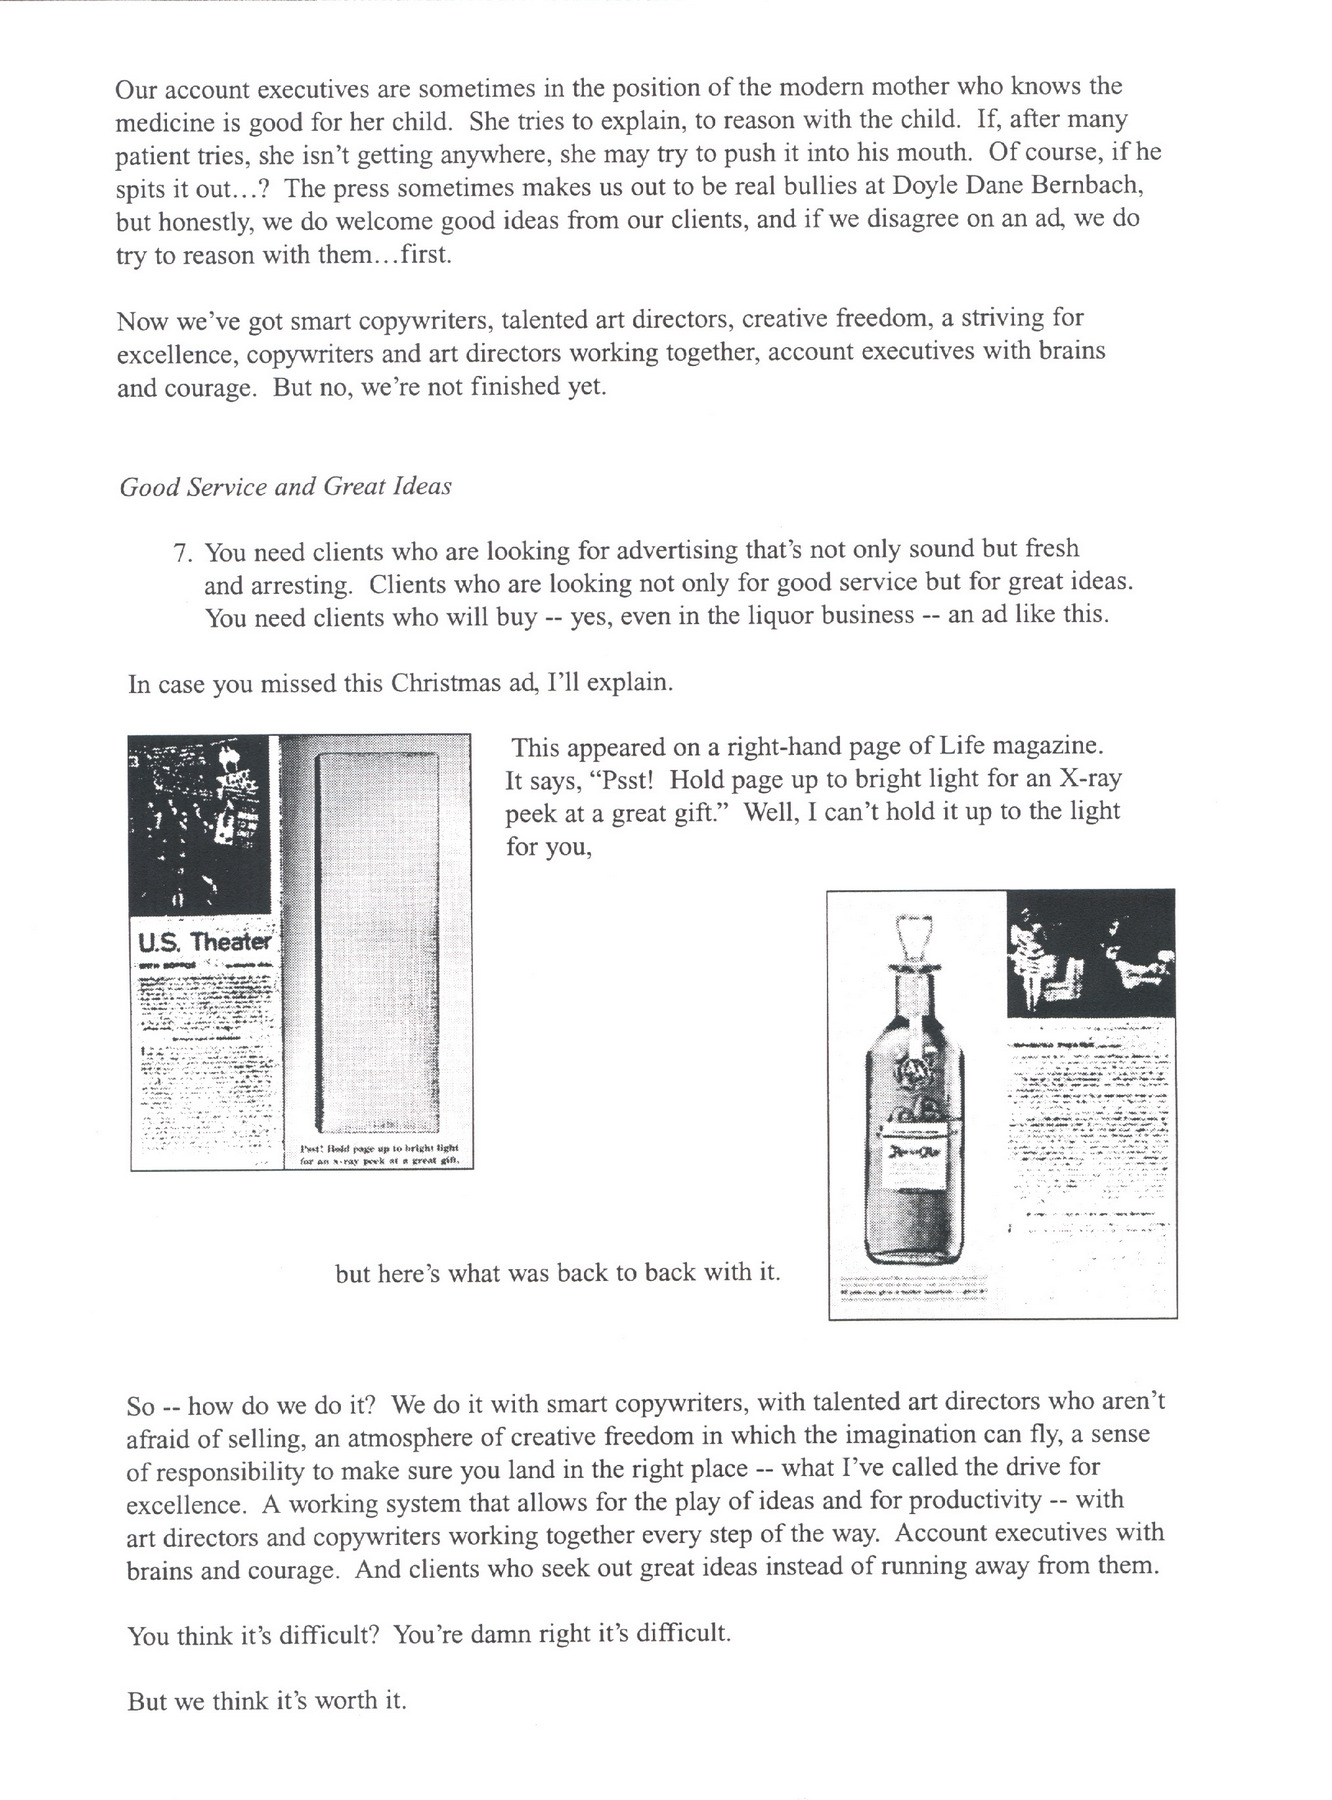 Our account executives are sometimes in the position of the modern mother who knows the
medicine is good for her child. She tries to explain, to reason with the child. If, after many
patient tries, she isn't getting anywhere, she may try to push it into his mouth. Of course, if he
spits it out…? The press sometimes makes us out to be real bullies at Doyle Dane Bernbach,
but honestly, we do welcome good ideas from our clients, and if we disagree on an ad, we do
try to reason with them…first.
Now we've got smart copywriters, talented art directors, creative freedom, a striving for
excellence, copywriters and art directors working together, account executives with brains
and courage. But no, we're not finished yet.
Good Service and Great Ideas
7. You need clients who are looking for advertising that's not only sound but fresh
and arresting. Clients who are looking not only for good service but for great ideas.
You need clients who will buy -- yes, even in the liquor business -- an ad like this.
In case you missed this Christmas ad, I'll explain.
This appeared on a right-hand page of Life magazine.
It says, “Psst! Hold page up to bright light for an X-ray
peek at a great gift.” Well, I can't hold it up to the light
for you,
U.S. Theater
Psst! Hold page up to bright light
for an x-ray peek at a great gift.
but here's what was back to back with it.
So -- how do we do it? We do it with smart copywriters, with talented art directors who aren't
afraid of selling, an atmosphere of creative freedom in which the imagination can fly, a sense
of responsibility to make sure you land in the right place -- what I've called the drive for
excellence. A working system that allows for the play of ideas and for productivity -- with
art directors and copywriters working together every step of the way. Account executives with
brains and courage. And clients who seek out great ideas instead of running away from them.
You think it's difficult? You're damn right it's difficult.
But we think it's worth it.